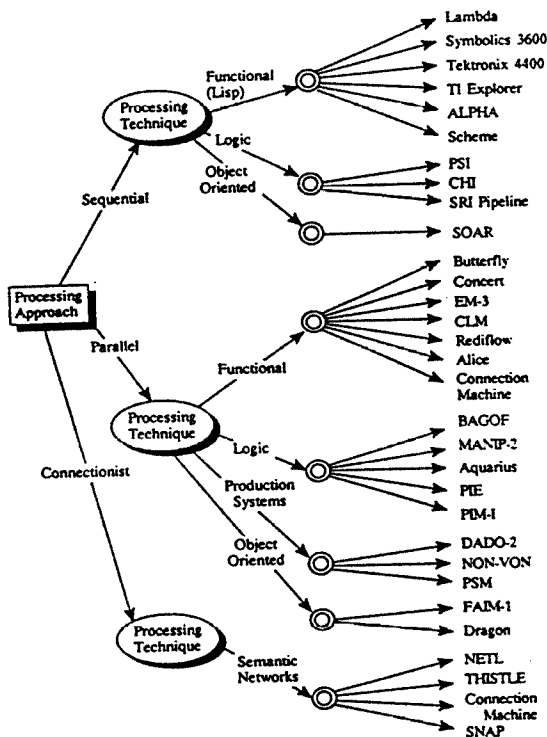 Lambda
Symbolics 3600
Tektronix 4400
TI Explorer
ALPHA
Scheme
Functional
(Lisp)
Processing
Technique
Logic
Object
Oriented
PSI
CHI
SRI Pipeline
SOAR
Sequential
Processing
Approach
Parallel
Connectionist
Butterfly
Concert
EM-3
CLM
Rediflow
Alice
Connection
Machine
Functional
Processing
Technique
Logic
Production
Systems
Object
Oriented
BAGOF
MANIP-2
Aquarius
PIE
PIM-I
DADO-2
NON-VON
PSM
FAIM-1
Dragon
Processing
Technique
Semantic
Networks
NETL
THISTLE
Connection
Machine
SNAP